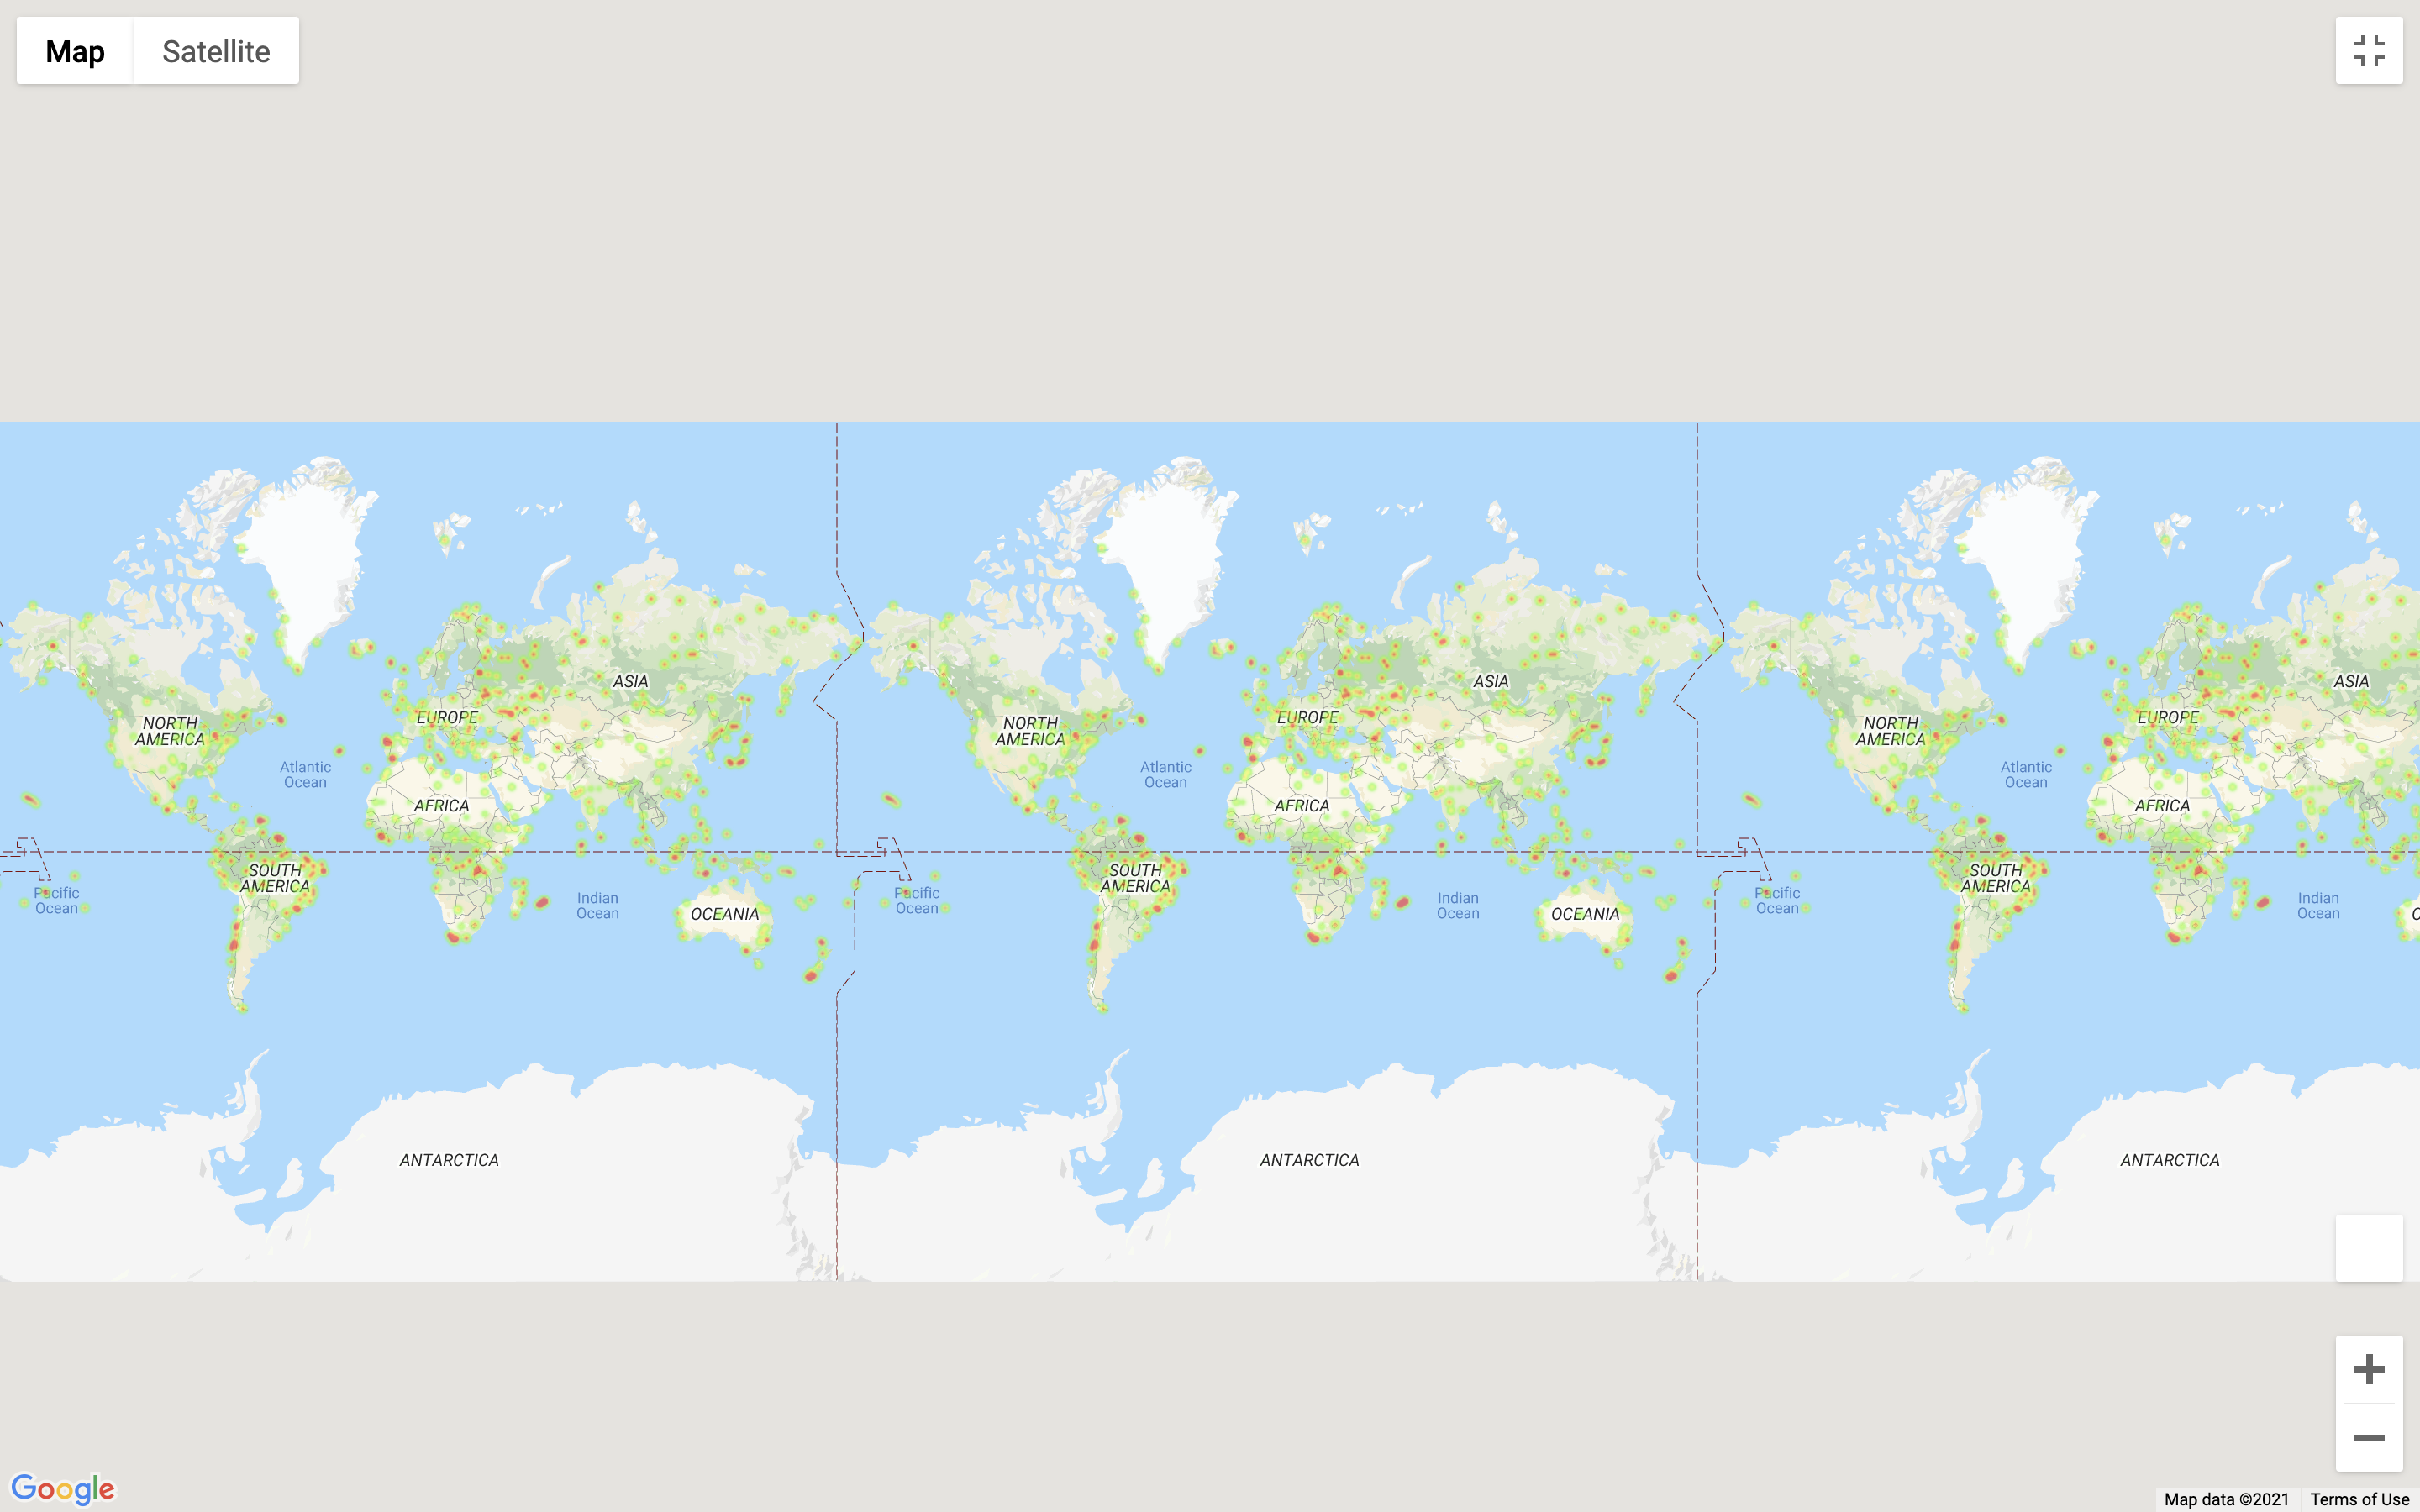 Map Satellite
ASIA
ASIA
ASIA
EUROPE
EUROPE
EUROPE
NORTH
AMERICA
NORTH
AMERICA
NORTH
AMERICA
Atlantic
Ocean
Atlantic
Ocean
Atlantic
Ocean
AFRICA
AFRICA
AFRICA
SOUTH
AMERICA
SOUTH
AMERICA
SOUTH
AMERICA
Pacific
Ocean
Indian
Ocean
Pacific
Ocean
Indian
Ocean
Pacific
Ocean
Indian
Ocean
OCEANIA
OCEANIA
ANTARCTICA
ANTARCTICA
ANTARCTICA
Google
Map data ©2021 Terms of Use